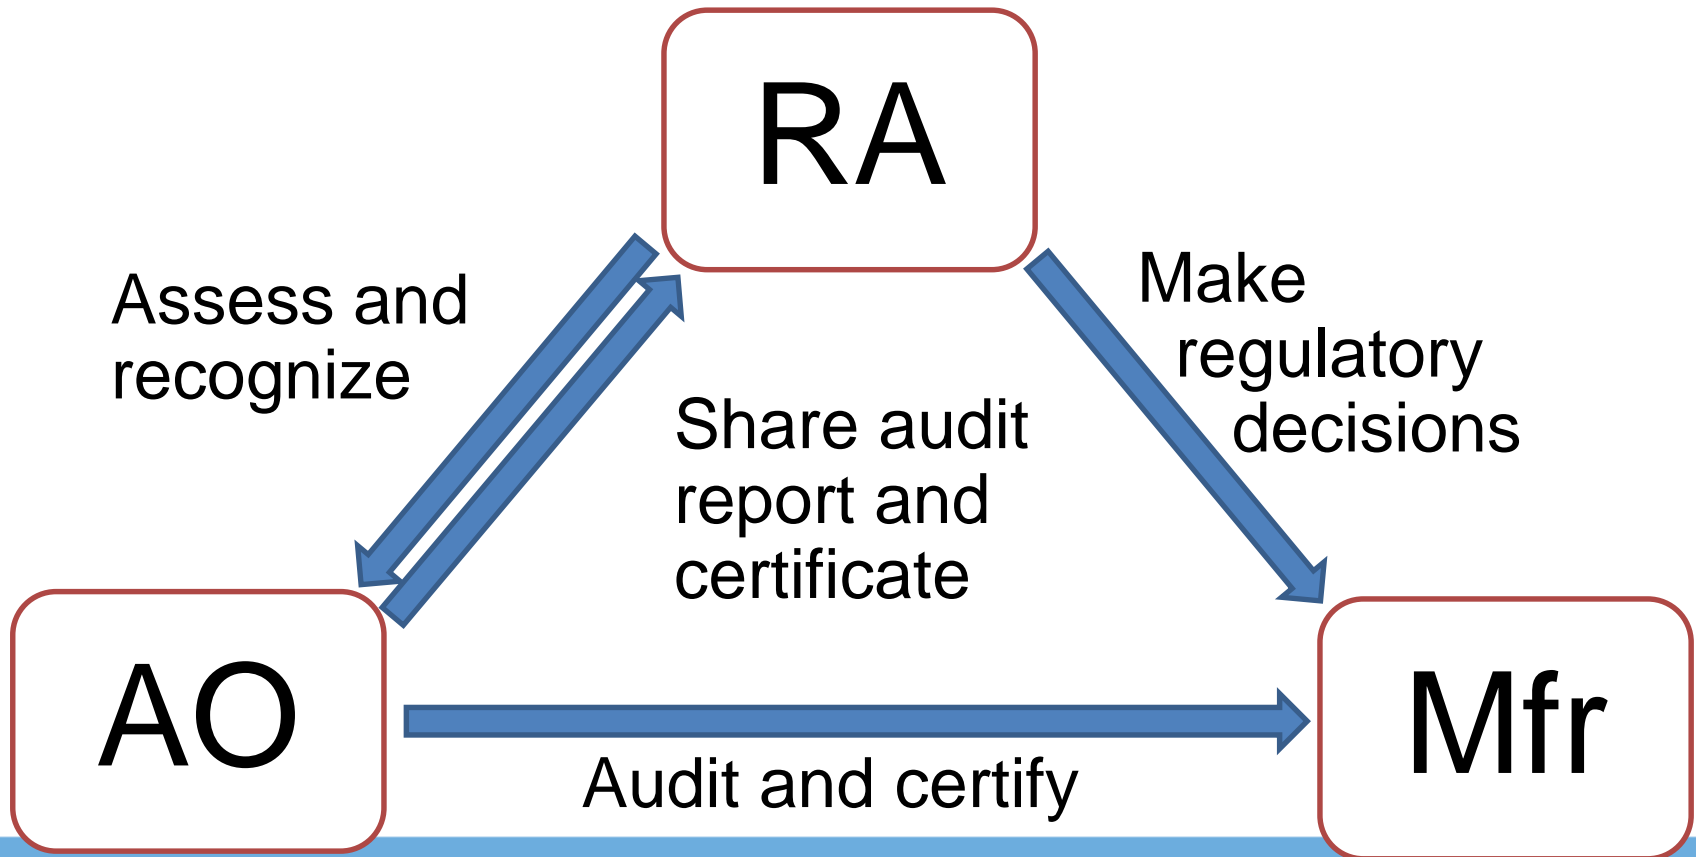 RA
Assess and
recognize
Make
regulatory
decisions
Share audit
report and
certificate
AO
Mfr
Audit and certify